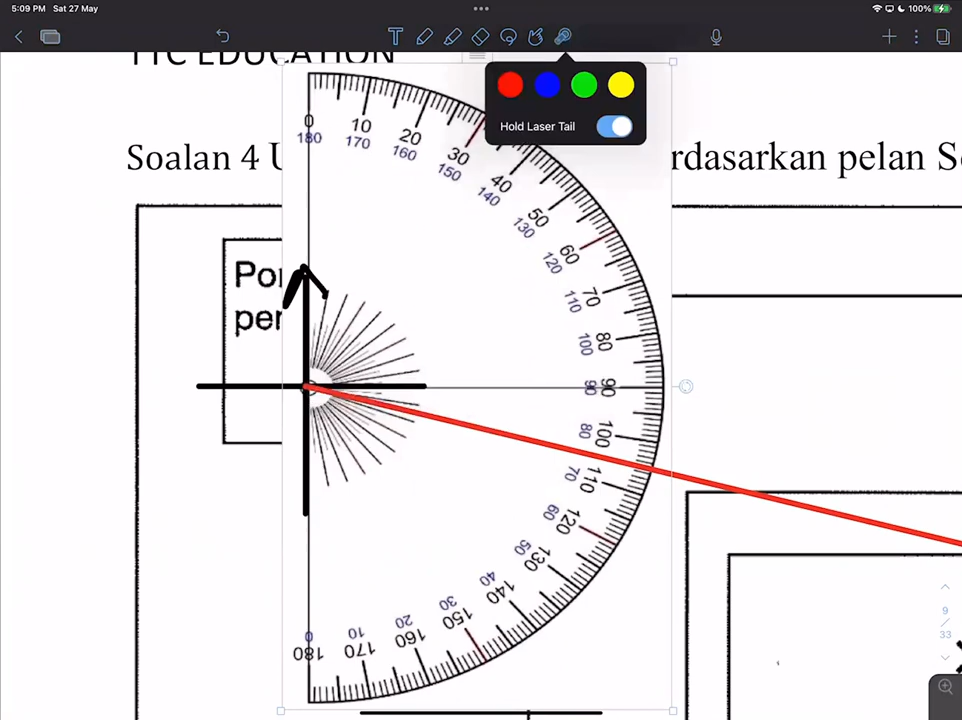 5:09 PM Sat 27 May
100%
TTC EDUCATION
T
Hold Laser Tail
Soalan 4
rdasarkan pelan
0 10 20 30 40 50 60 70 80 90 100 110 120 130 140 150 160 170 180
180 170 160 150 140 130 120 110 100 90 80 70 60 50 40 30 20 10 0
9
/
33